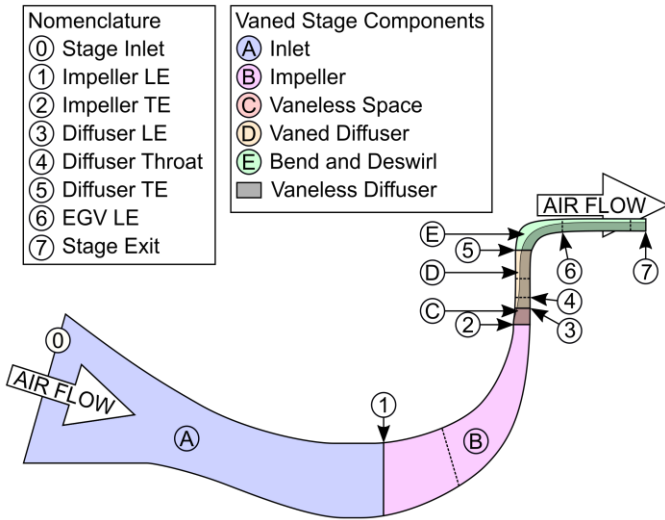 Nomenclature
⓪ Stage Inlet
① Impeller LE
② Impeller TE
③ Diffuser LE
④ Diffuser Throat
⑤ Diffuser TE
⑥ EGV LE
⑦ Stage Exit
Vaned Stage Components
Ⓐ Inlet
Ⓑ Impeller
Ⓒ Vaneless Space
Ⓓ Vaned Diffuser
Ⓔ Bend and Deswirl
Vaneless Diffuser
AIR FLOW
Ⓔ
⑤
⑥
⑦
Ⓓ
④
Ⓒ
②
③
⓪
AIR FLOW
①
Ⓐ
Ⓑ